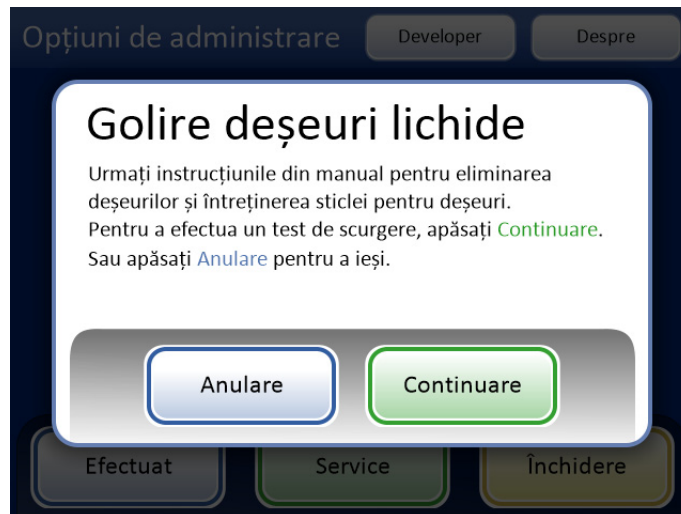 Opțiuni de administrare Developer Despre
Golire deșeuri lichide
Urmați instrucțiunile din manual pentru eliminarea
deșeurilor și întreținerea sticlei pentru deșeuri.
Pentru a efectua un test de scurgere, apăsați Continuare.
Sau apăsați Anulare pentru a ieși.
Anulare Continuare
Efectuat Service Închidere